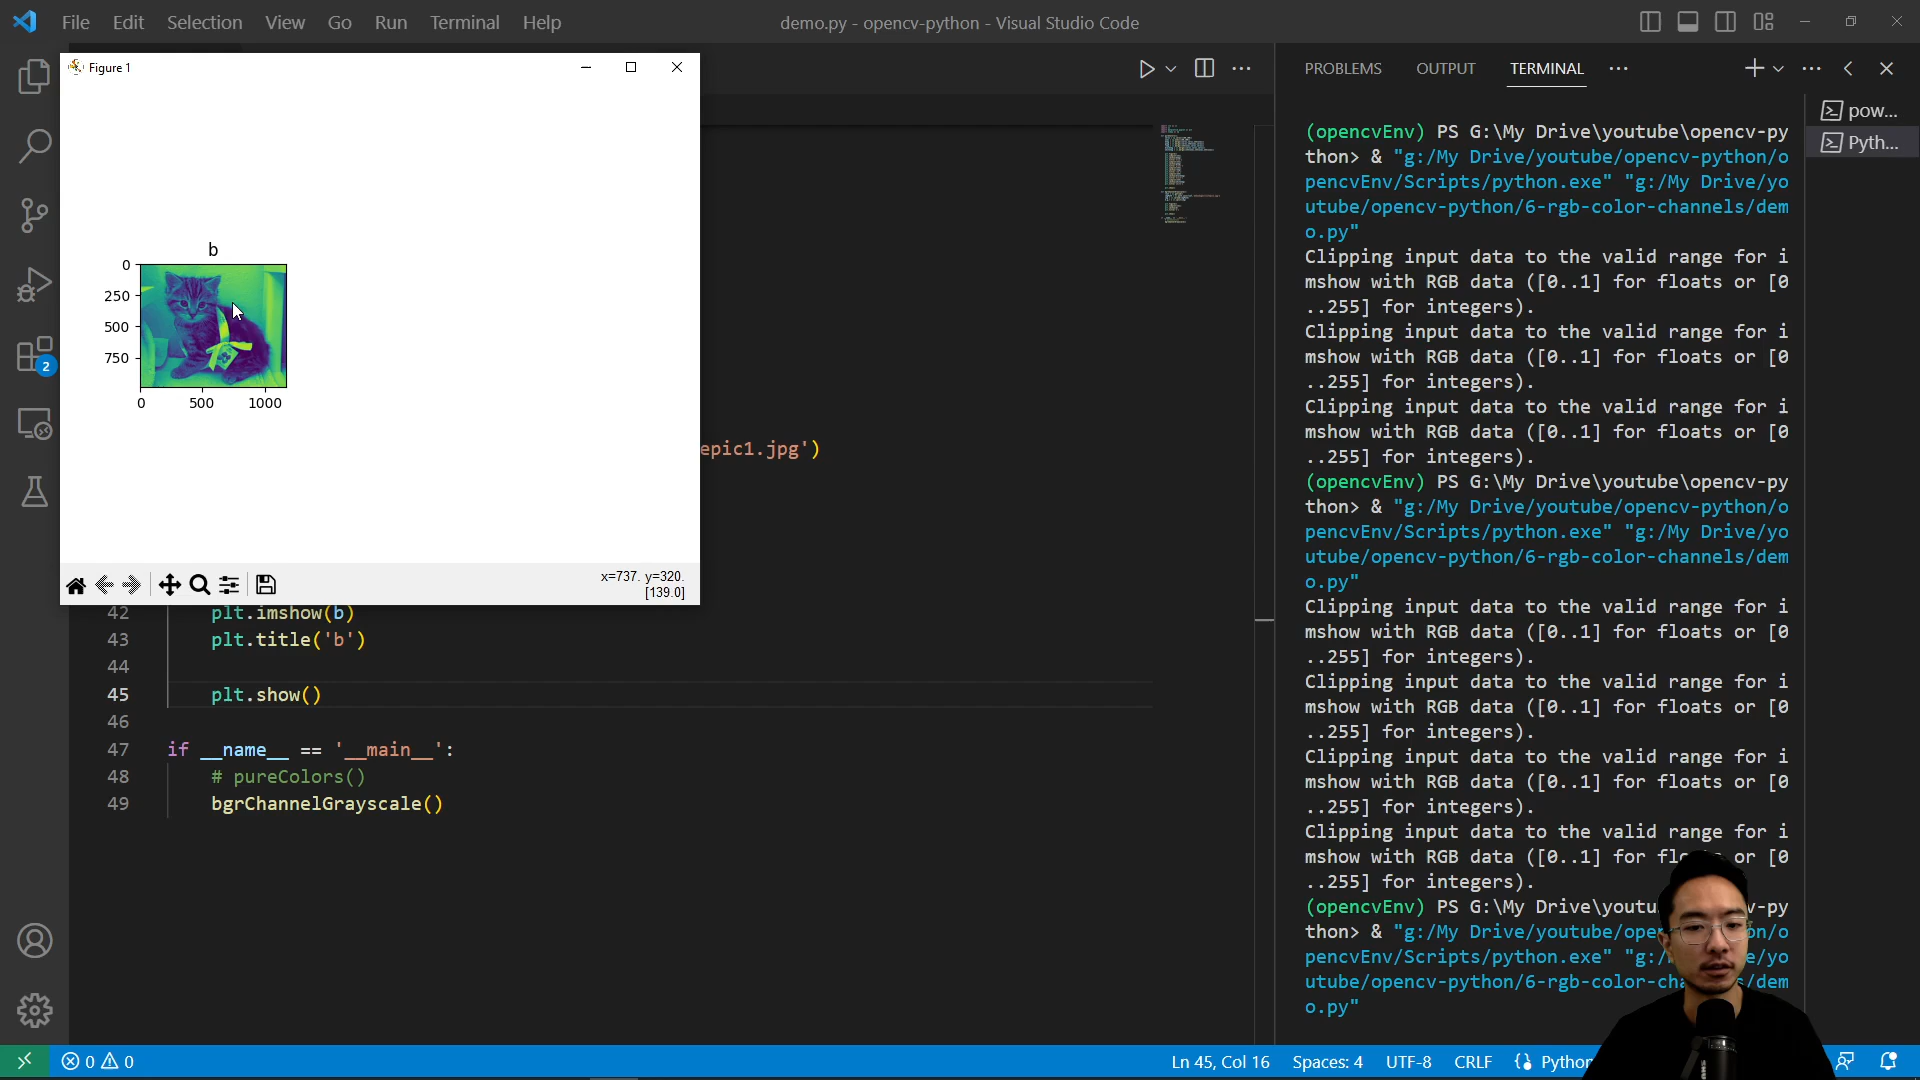 File Edit Selection View Go Run Terminal Help
demo.py - opencv-python - Visual Studio Code
Figure 1
b
0
250
500
750
0 500 1000
x=737. y=320.
[139.0]
2
epic1.jpg')
42 plt.imshow(b)
43 plt.title('b')
44
45 plt.show()
46
47 if __name__ == '__main__':
48 # pureColors()
49 bgrChannelGrayscale()
PROBLEMS OUTPUT TERMINAL
pow...
Pyth...
(opencvEnv) PS G:\My Drive\youtube\opencv-py
thon> & "g:/My Drive/youtube/opencv-python/o
pencvEnv/Scripts/python.exe" "g:/My Drive/yo
utube/opencv-python/6-rgb-color-channels/dem
o.py"
Clipping input data to the valid range for i
mshow with RGB data ([0..1] for floats or [0
..255] for integers).
Clipping input data to the valid range for i
mshow with RGB data ([0..1] for floats or [0
..255] for integers).
Clipping input data to the valid range for i
mshow with RGB data ([0..1] for floats or [0
..255] for integers).
(opencvEnv) PS G:\My Drive\youtube\opencv-py
thon> & "g:/My Drive/youtube/opencv-python/o
pencvEnv/Scripts/python.exe" "g:/My Drive/yo
utube/opencv-python/6-rgb-color-channels/dem
o.py"
Clipping input data to the valid range for i
mshow with RGB data ([0..1] for floats or [0
..255] for integers).
Clipping input data to the valid range for i
mshow with RGB data ([0..1] for floats or [0
..255] for integers).
Clipping input data to the valid range for i
mshow with RGB data ([0..1] for floats or [0
..255] for integers).
Clipping input data to the valid range for i
mshow with RGB data ([0..1] for or [0
..255] for integers).
(opencvEnv) PS G:\My v-py
thon> & "g:/My on/o
pencvEnv/Scripts/python.exe" e/yo
/dem
o.py"
0 0
Ln 45, Col 16 Spaces: 4 UTF-8 CRLF